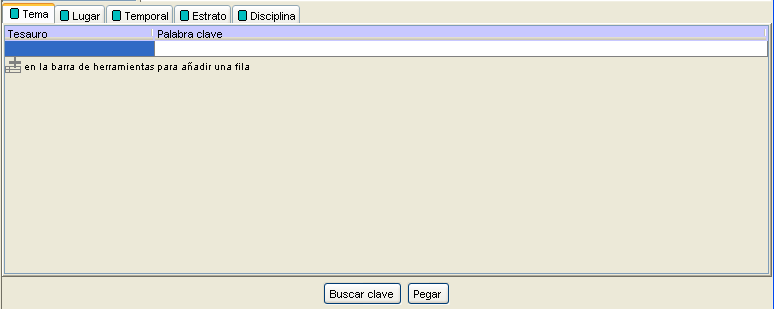 Tema Lugar Temporal Estrato Disciplina
Tesauro Palabra clave
en la barra de herramientas para añadir una fila
Buscar clave Pegar